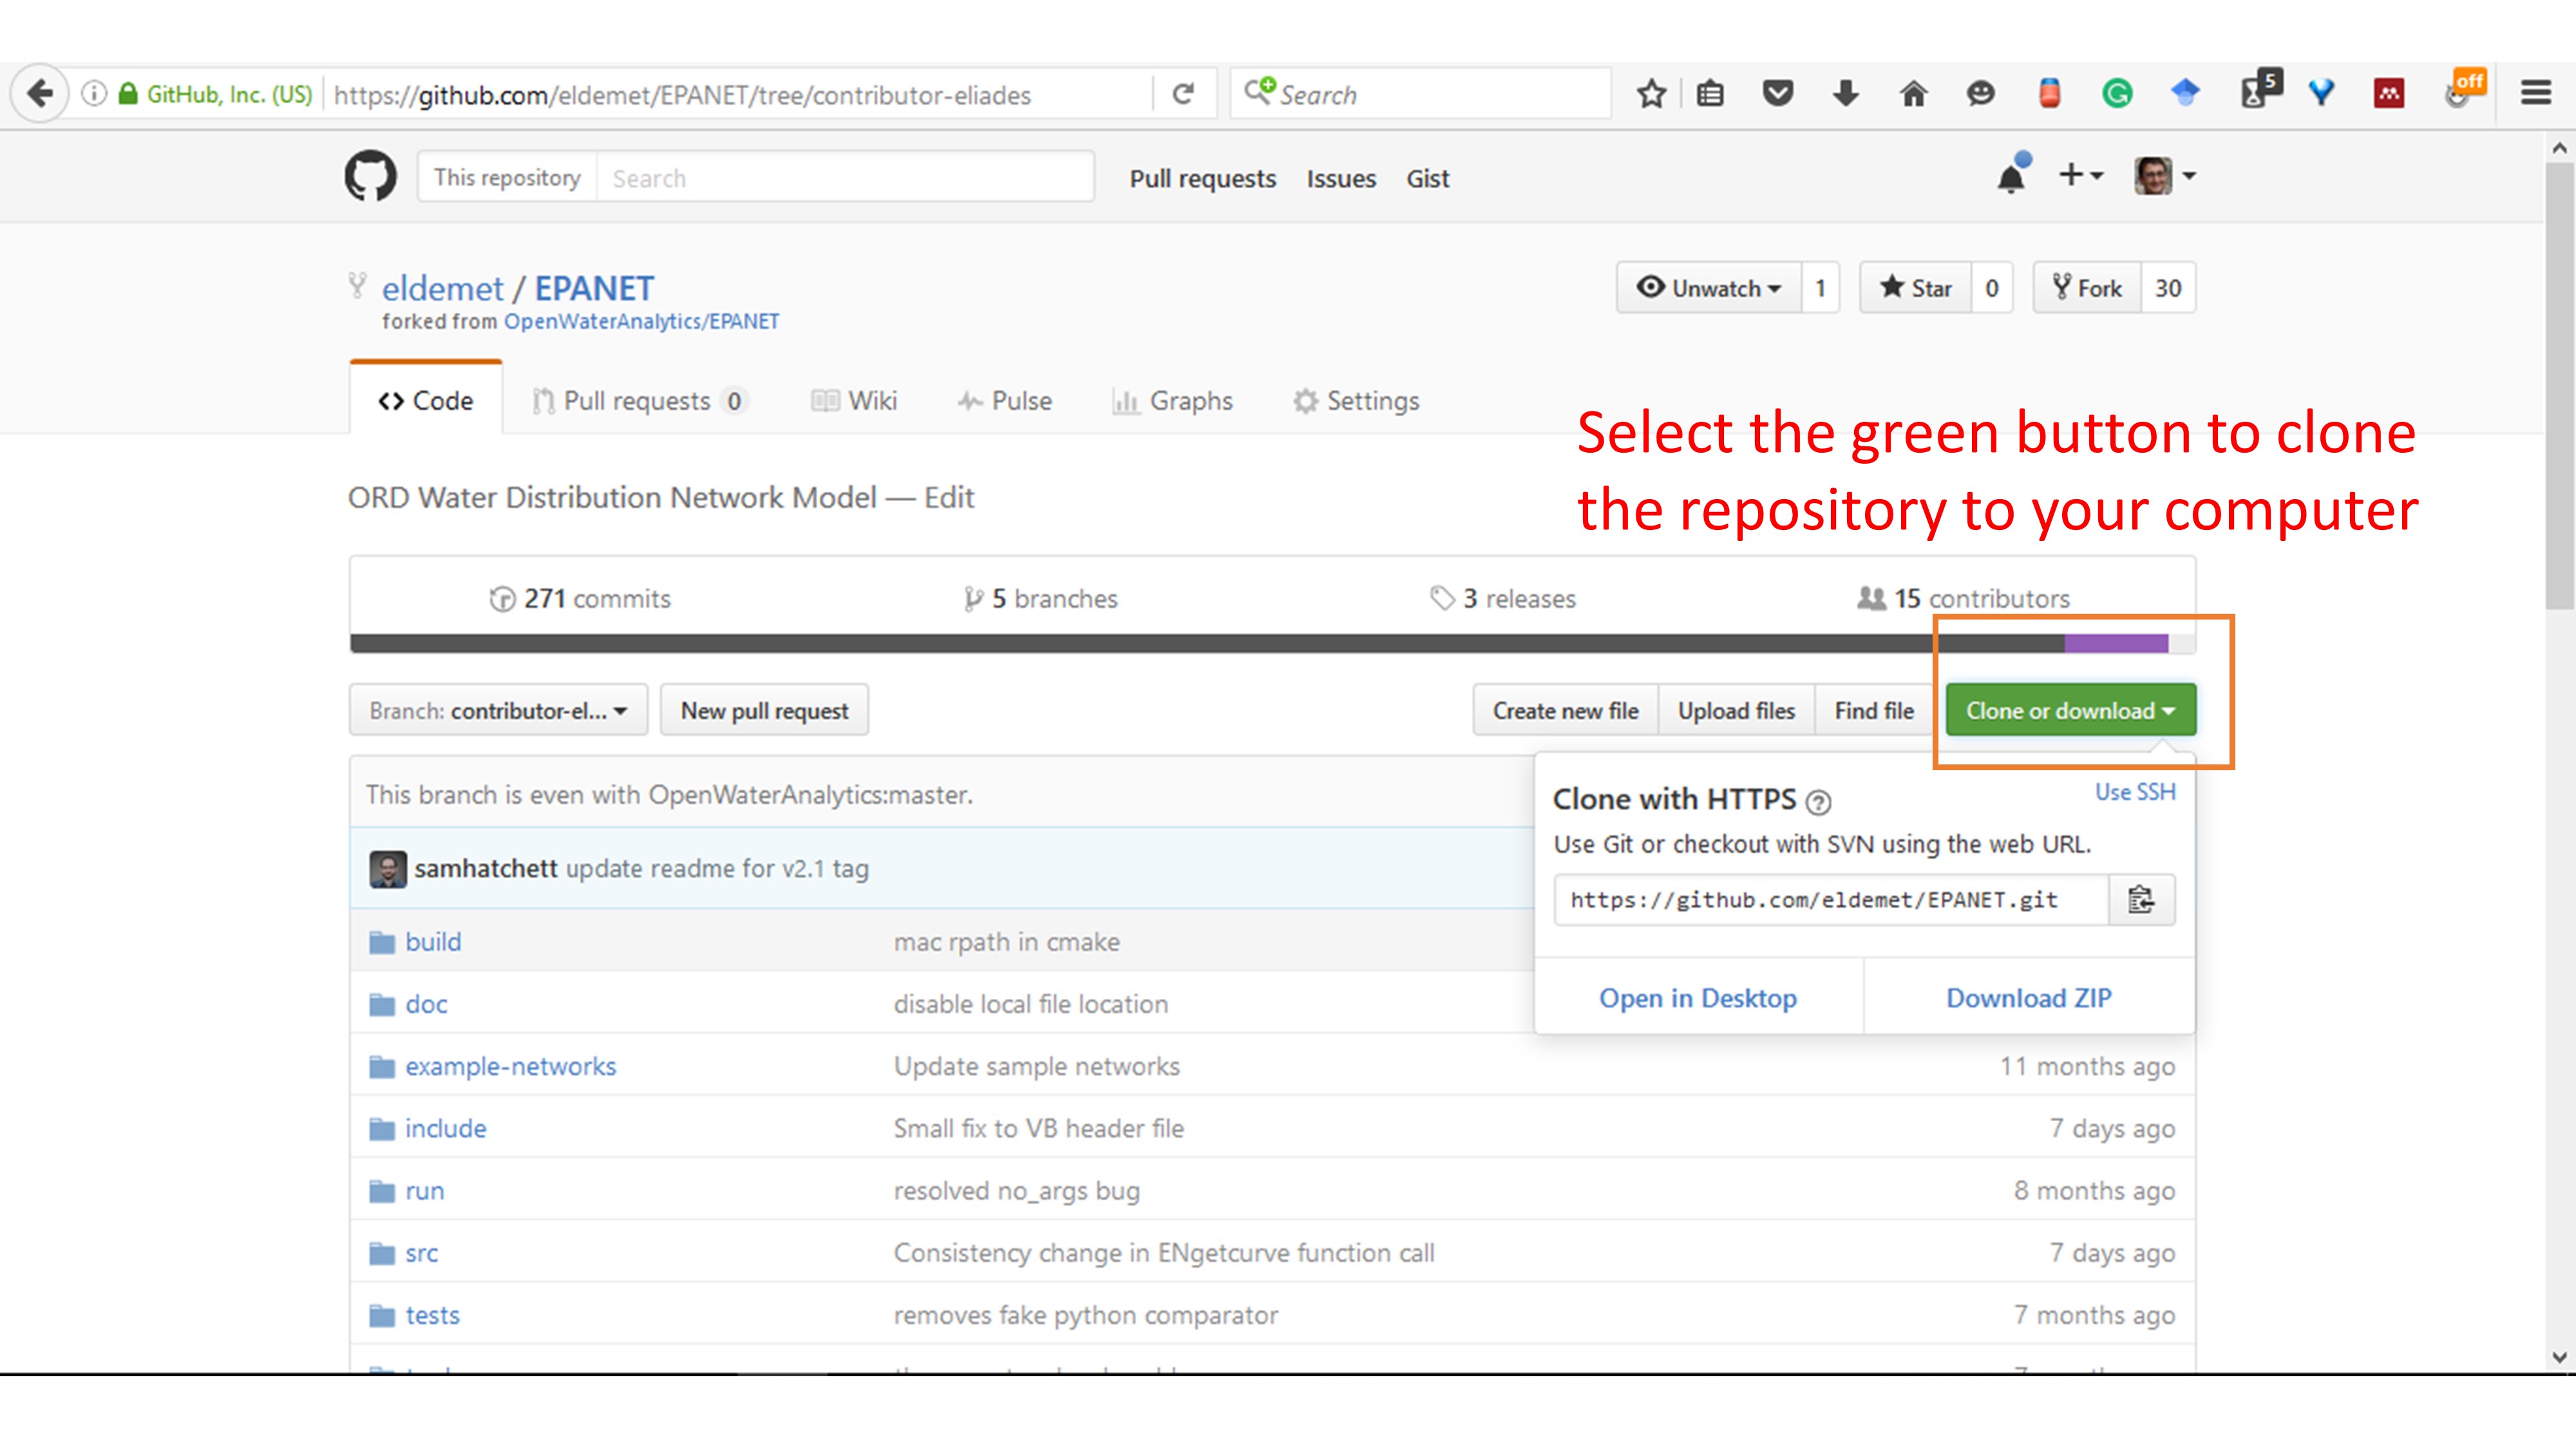 GitHub, Inc. (US) https://github.com/eldemet/EPANET/tree/contributor-eliades Search 5 off
This repository Search Pull requests Issues Gist
eldemet / EPANET Unwatch 1 Star 0 Fork 30
forked from OpenWaterAnalytics/EPANET
Code Pull requests 0 Wiki Pulse Graphs Settings
Select the green button to clone
the repository to your computer
ORD Water Distribution Network Model — Edit
271 commits 5 branches 3 releases 15 contributors
Branch: contributor-el... New pull request Create new file Upload files Find file Clone or download
This branch is even with OpenWaterAnalytics:master.
Clone with HTTPS Use SSH
Use Git or checkout with SVN using the web URL.
samhatchett update readme for v2.1 tag
https://github.com/eldemet/EPANET.git
build mac rpath in cmake
Open in Desktop Download ZIP
doc disable local file location
example-networks Update sample networks 11 months ago
include Small fix to VB header file 7 days ago
run resolved no_args bug 8 months ago
src Consistency change in ENgetcurve function call 7 days ago
tests removes fake python comparator 7 months ago